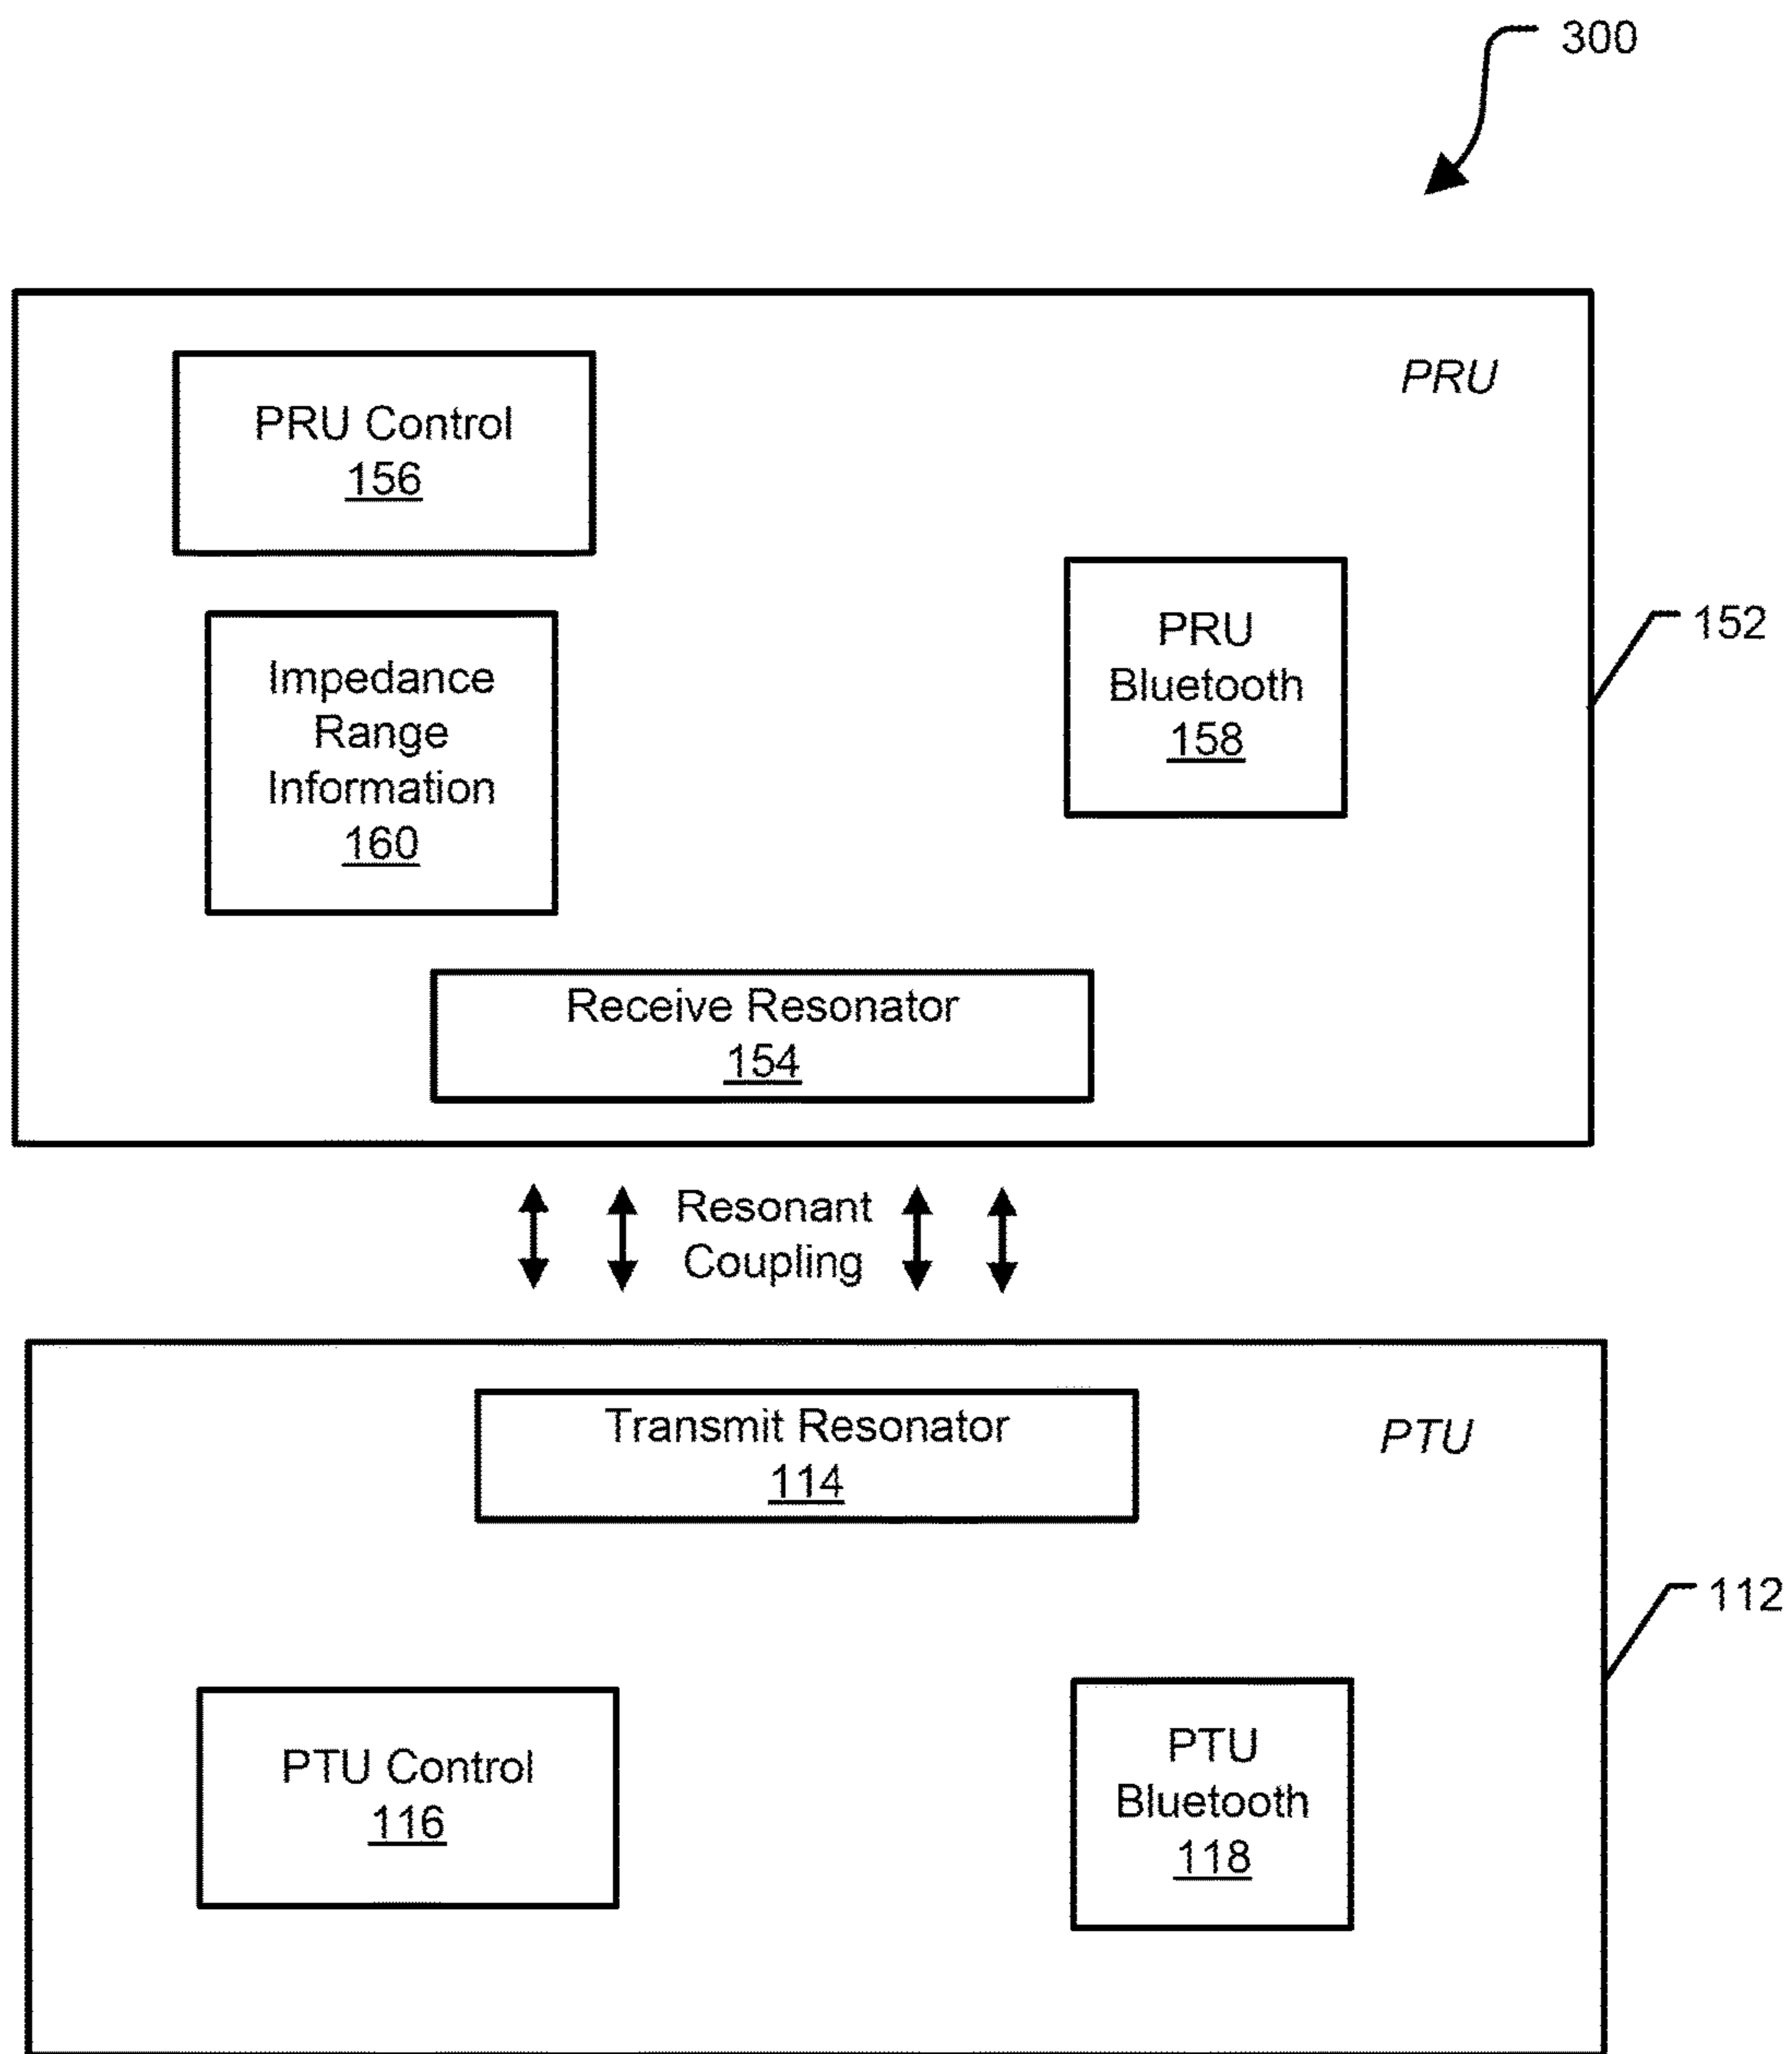 300
PRU
PRU Control
156
152
PRU
Bluetooth
158
Impedance
Range
Information
160
Receive Resonator
154
Resonant
Coupling
Transmit Resonator
114
PTU
112
PTU Control
116
PTU
Bluetooth
118